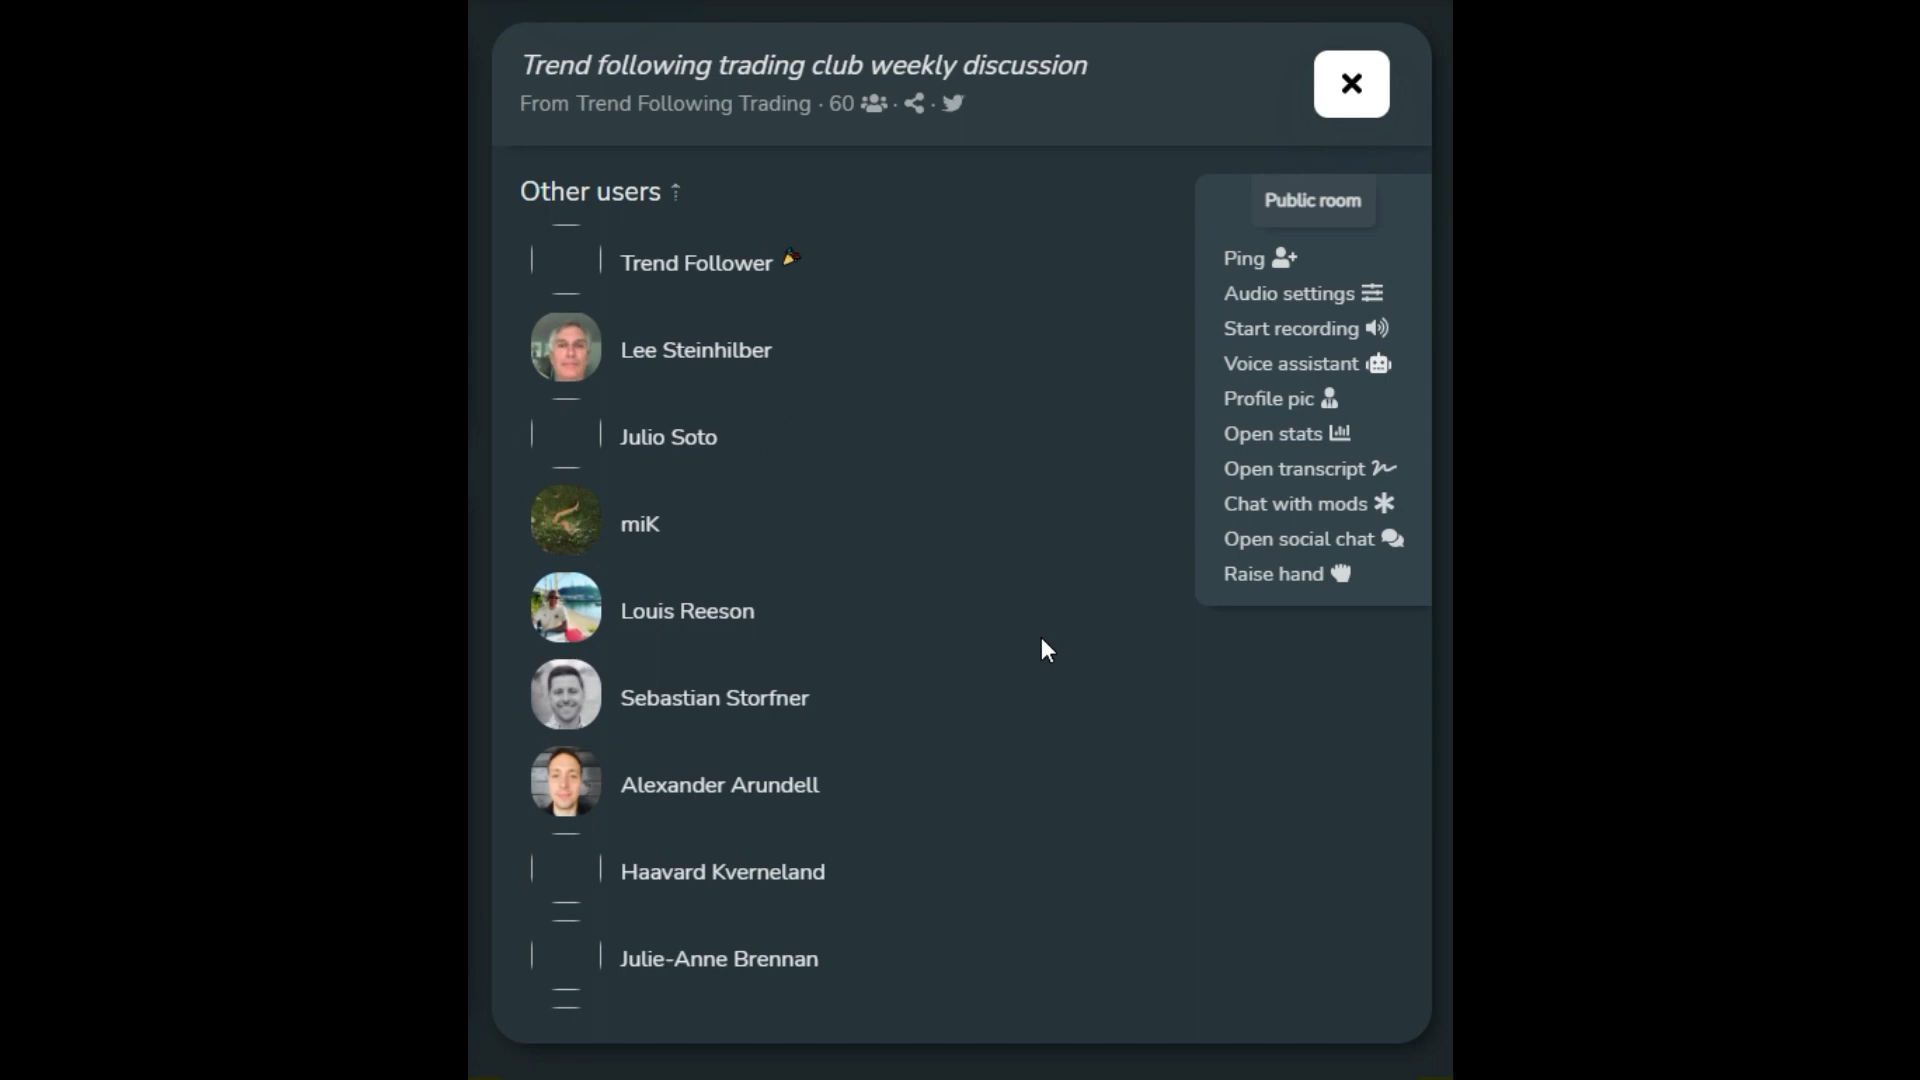 Trend following trading club weekly discussion
From Trend Following Trading · 60 · ·
Other users
Trend Follower
Lee Steinhilber
Julio Soto
miK
Louis Reeson
Sebastian Storfner
Alexander Arundell
Haavard Kverneland
Julie-Anne Brennan
Public room
Ping
Audio settings
Start recording
Voice assistant
Profile pic
Open stats
Open transcript
Chat with mods
Open social chat
Raise hand